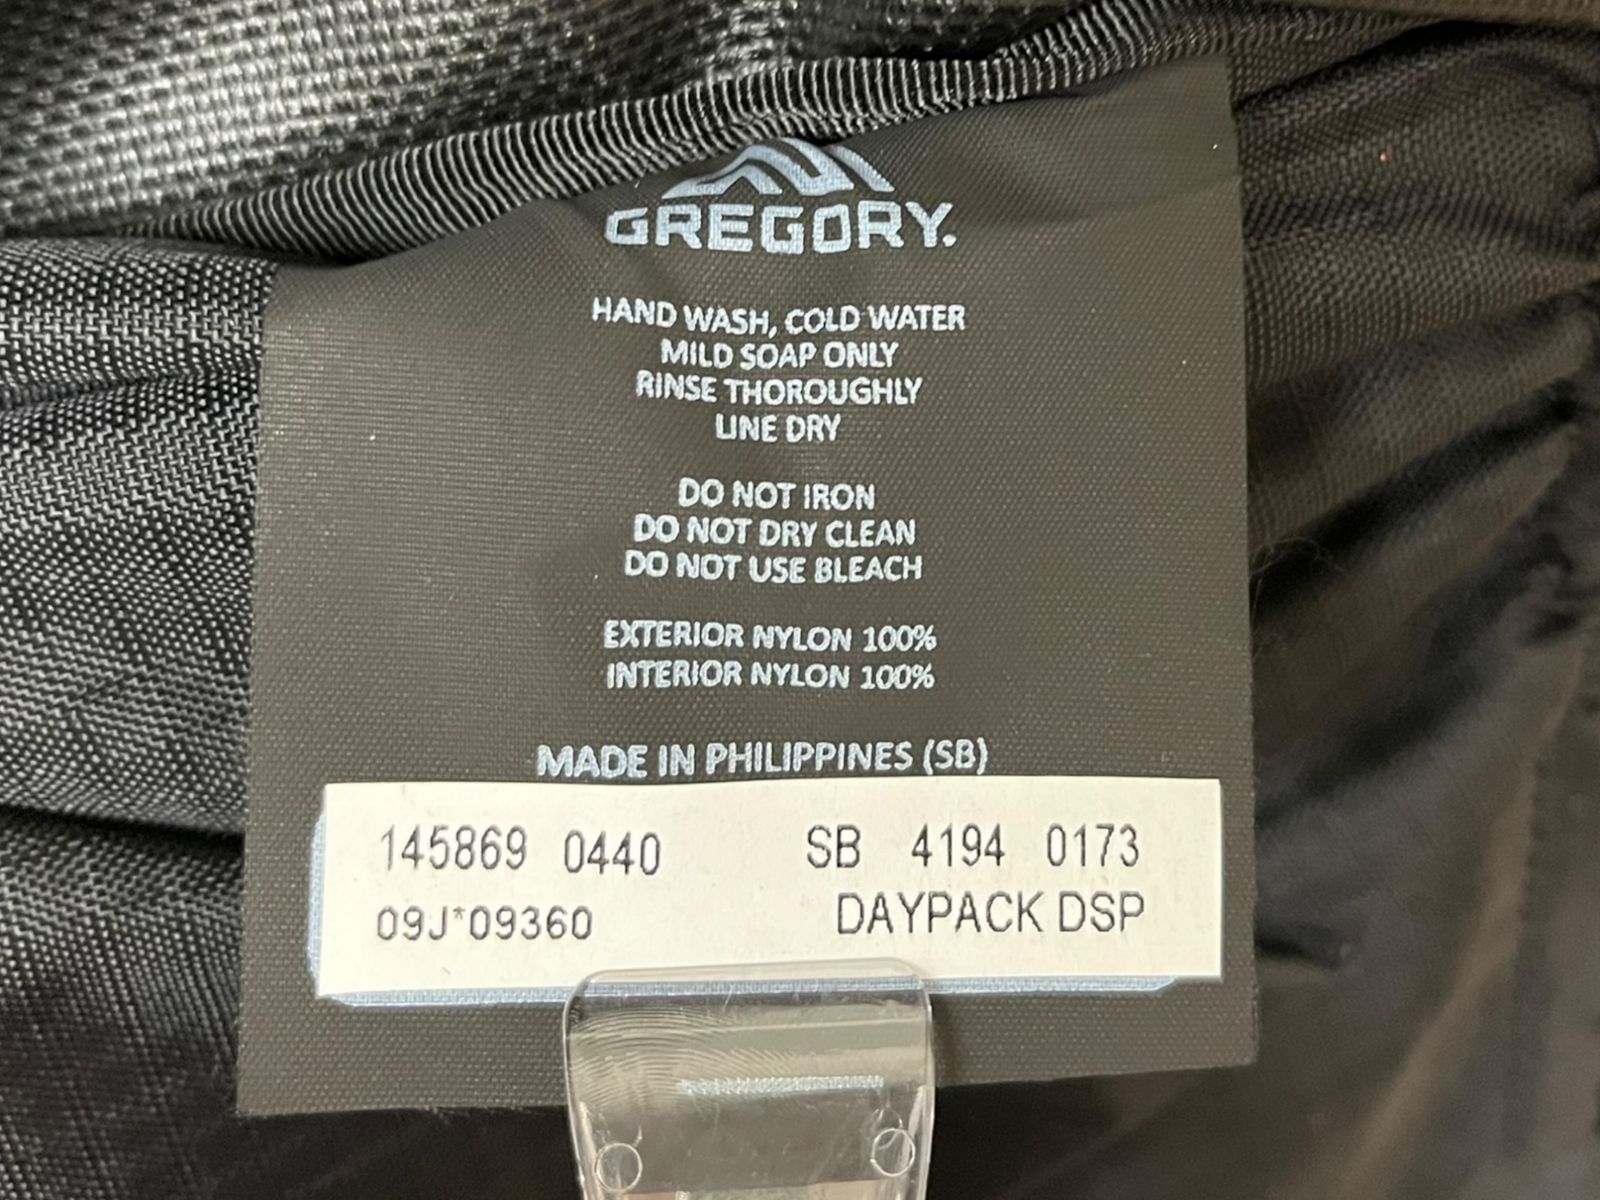 GREGORY.
HAND WASH, COLD WATER
MILD SOAP ONLY
RINSE THOROUGHLY
LINE DRY
DO NOT IRON
DO NOT DRY CLEAN
DO NOT USE BLEACH
EXTERIOR NYLON 100%
INTERIOR NYLON 100%
MADE IN PHILIPPINES (SB)
145869 0440 SB 4194 0173
09J*09360 DAYPACK DSP